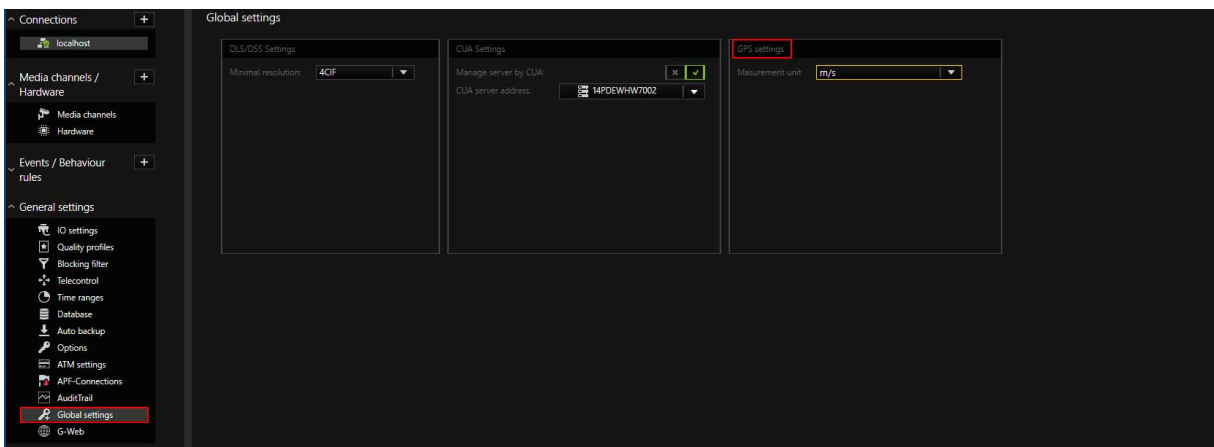 Connections
+
localhost
Media channels /
Hardware
+
Media channels
Hardware
Events / Behaviour
rules
+
General settings
IO settings
Quality profiles
Blocking filter
Telecontrol
Time ranges
Database
Auto backup
Options
ATM settings
APF-Connections
AuditTrail
Global settings
G-Web
Global settings
DLS/DSS Settings
Minimal resolution: 4CIF
CUA Settings
Manage server by CUA:
CUA server address: 14PDEWHW7002
GPS settings
Masurement unit m/s